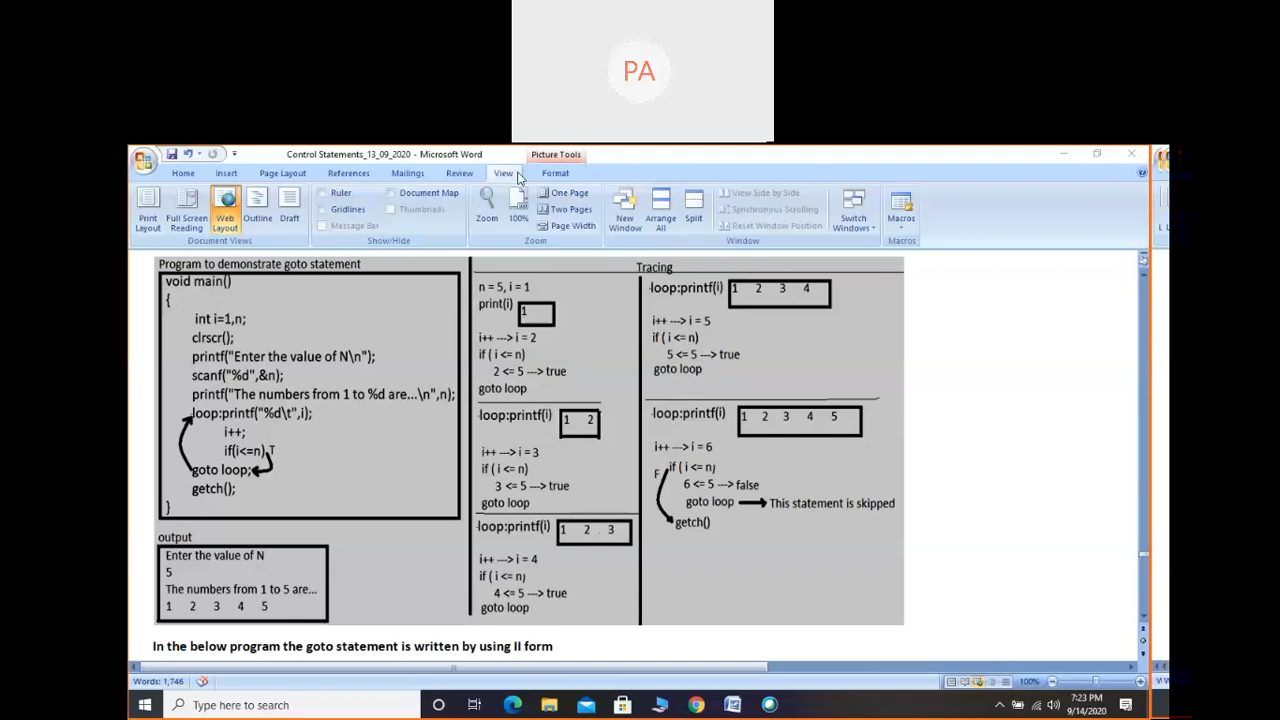 PA
Control Statements_13_09_2020 - Microsoft Word
Picture Tools
Home Insert Page Layout References Mailings Review View Format
Print Layout
Full Screen Reading
Web Layout
Outline
Draft
Document Views
Ruler
Gridlines
Message Bar
Document Map
Thumbnails
Show/Hide
Zoom
100%
One Page
Two Pages
Page Width
Zoom
New Window
Arrange All
Split
View Side by Side
Synchronous Scrolling
Reset Window Position
Window
Switch Windows
Macros
Macros
Program to demonstrate goto statement
void main()
{
int i=1,n;
clrscr();
printf("Enter the value of N\n");
scanf("%d",&n);
printf("The numbers from 1 to %d are...\n",n);
loop:printf("%d\t",i);
i++;
if(i<=n) T
goto loop;
getch();
}
output
Enter the value of N
5
The numbers from 1 to 5 are...
1 2 3 4 5
Tracing
n = 5, i = 1
print(i) 1
i++ ---> i = 2
if ( i <= n)
2 <= 5 ---> true
goto loop
loop:printf(i) 1 2
i++ ---> i = 3
if ( i <= n)
3 <= 5 ---> true
goto loop
loop:printf(i) 1 2 3
i++ ---> i = 4
if ( i <= n)
4 <= 5 ---> true
goto loop
loop:printf(i) 1 2 3 4
i++ ---> i = 5
if ( i <= n)
5 <= 5 ---> true
goto loop
loop:printf(i) 1 2 3 4 5
i++ ---> i = 6
F if ( i <= n)
6 <= 5 ---> false
goto loop This statement is skipped
getch()
In the below program the goto statement is written by using II form
Words: 1,746
100%
Type here to search
7:23 PM
9/14/2020